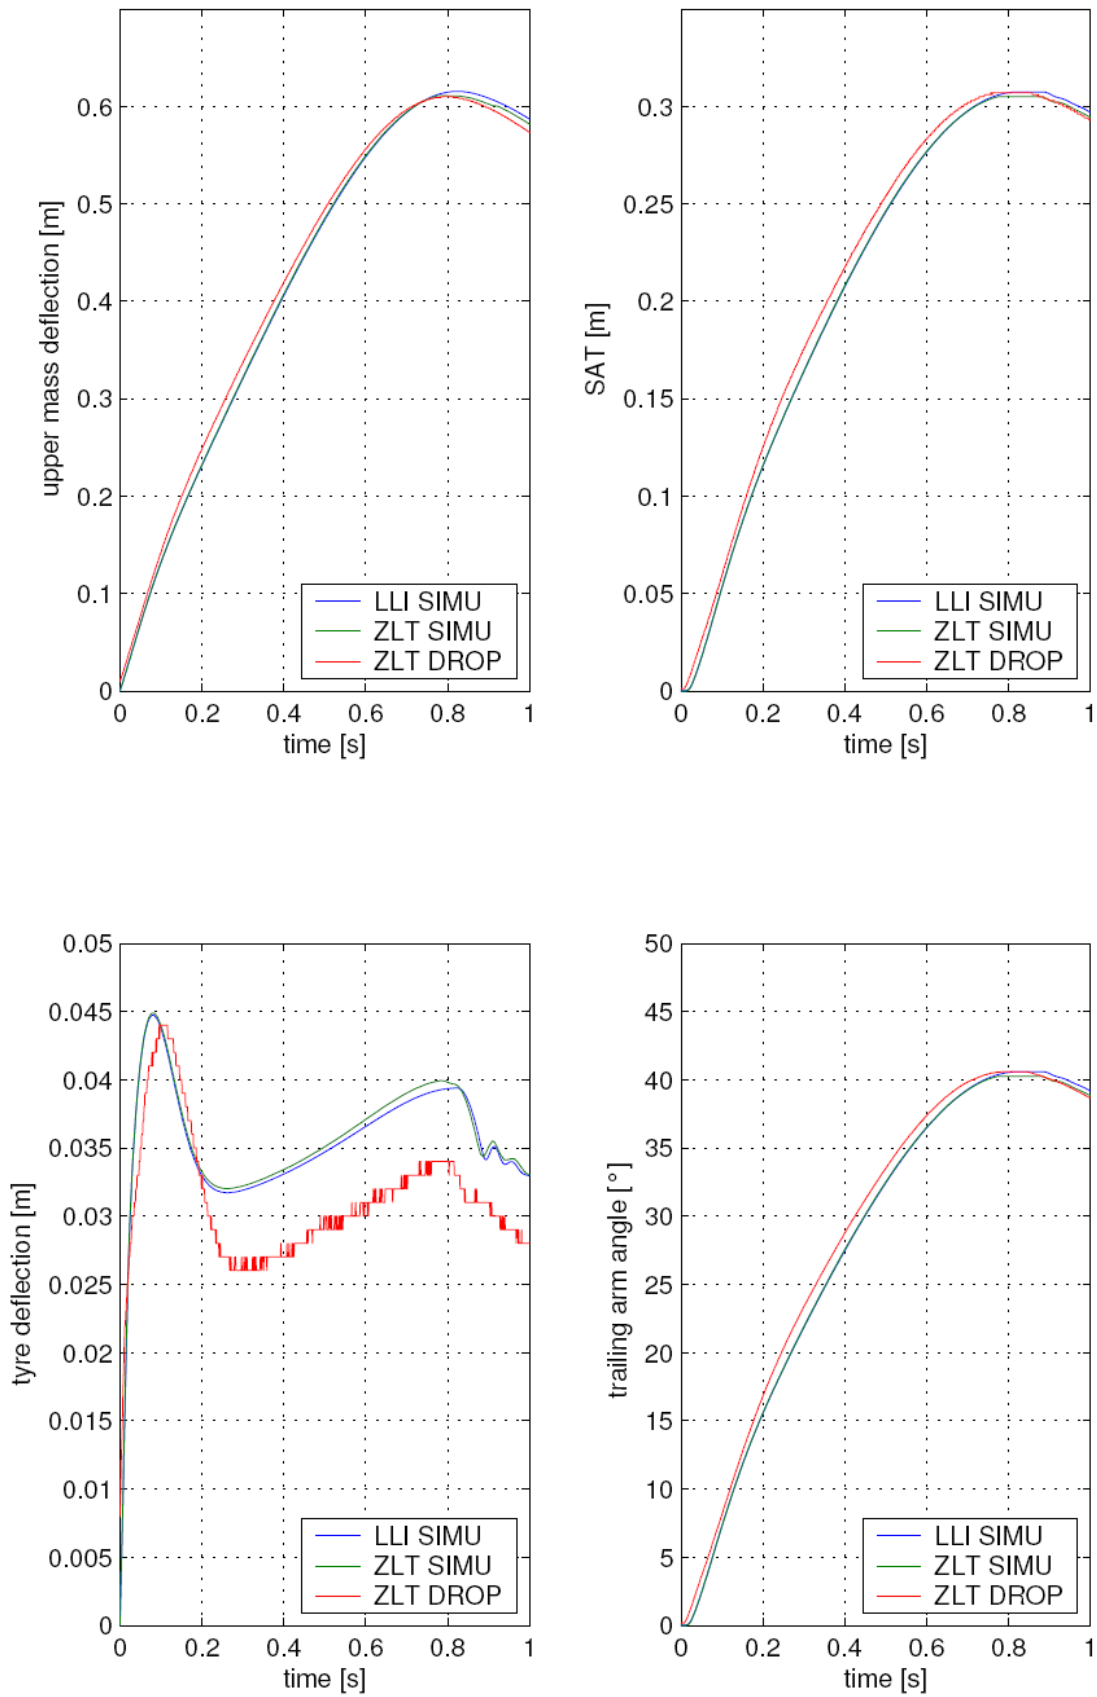 upper mass deflection [m]
0.6
0.5
0.4
0.3
0.2
0.1
0
LLI SIMU
ZLT SIMU
ZLT DROP
0 0.2 0.4 0.6 0.8 1
time [s]
SAT [m]
0.3
0.25
0.2
0.15
0.1
0.05
0
LLI SIMU
ZLT SIMU
ZLT DROP
0 0.2 0.4 0.6 0.8 1
time [s]
tyre deflection [m]
0.05
0.045
0.04
0.035
0.03
0.025
0.02
0.015
0.01
0.005
0
LLI SIMU
ZLT SIMU
ZLT DROP
0 0.2 0.4 0.6 0.8 1
time [s]
trailing arm angle [°]
50
45
40
35
30
25
20
15
10
5
0
LLI SIMU
ZLT SIMU
ZLT DROP
0 0.2 0.4 0.6 0.8 1
time [s]